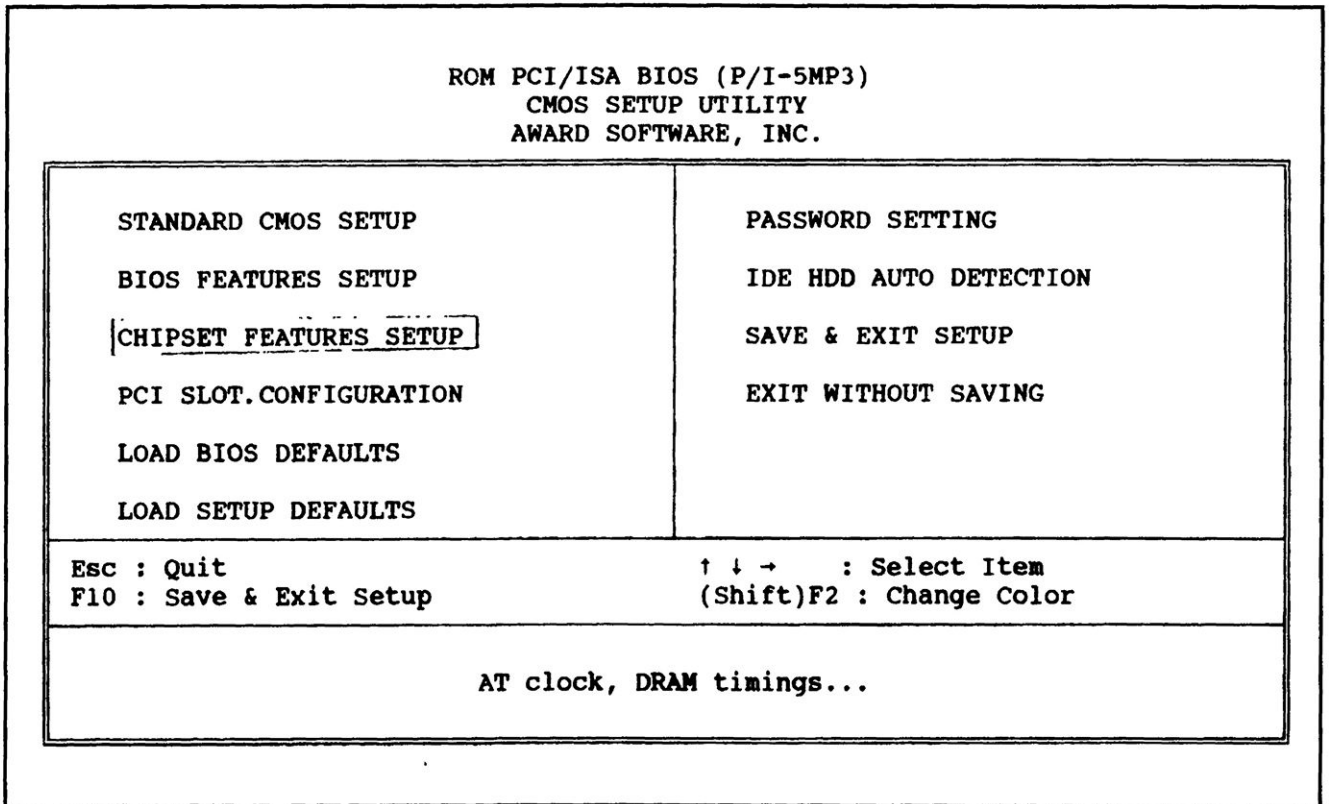 ROM PCI/ISA BIOS (P/I-5MP3)
CMOS SETUP UTILITY
AWARD SOFTWARE, INC.
STANDARD CMOS SETUP
BIOS FEATURES SETUP
CHIPSET FEATURES SETUP
PCI SLOT.CONFIGURATION
LOAD BIOS DEFAULTS
LOAD SETUP DEFAULTS
PASSWORD SETTING
IDE HDD AUTO DETECTION
SAVE & EXIT SETUP
EXIT WITHOUT SAVING
Esc : Quit
F10 : Save & Exit Setup
↑ ↓ → : Select Item
(Shift)F2 : Change Color
AT clock, DRAM timings...